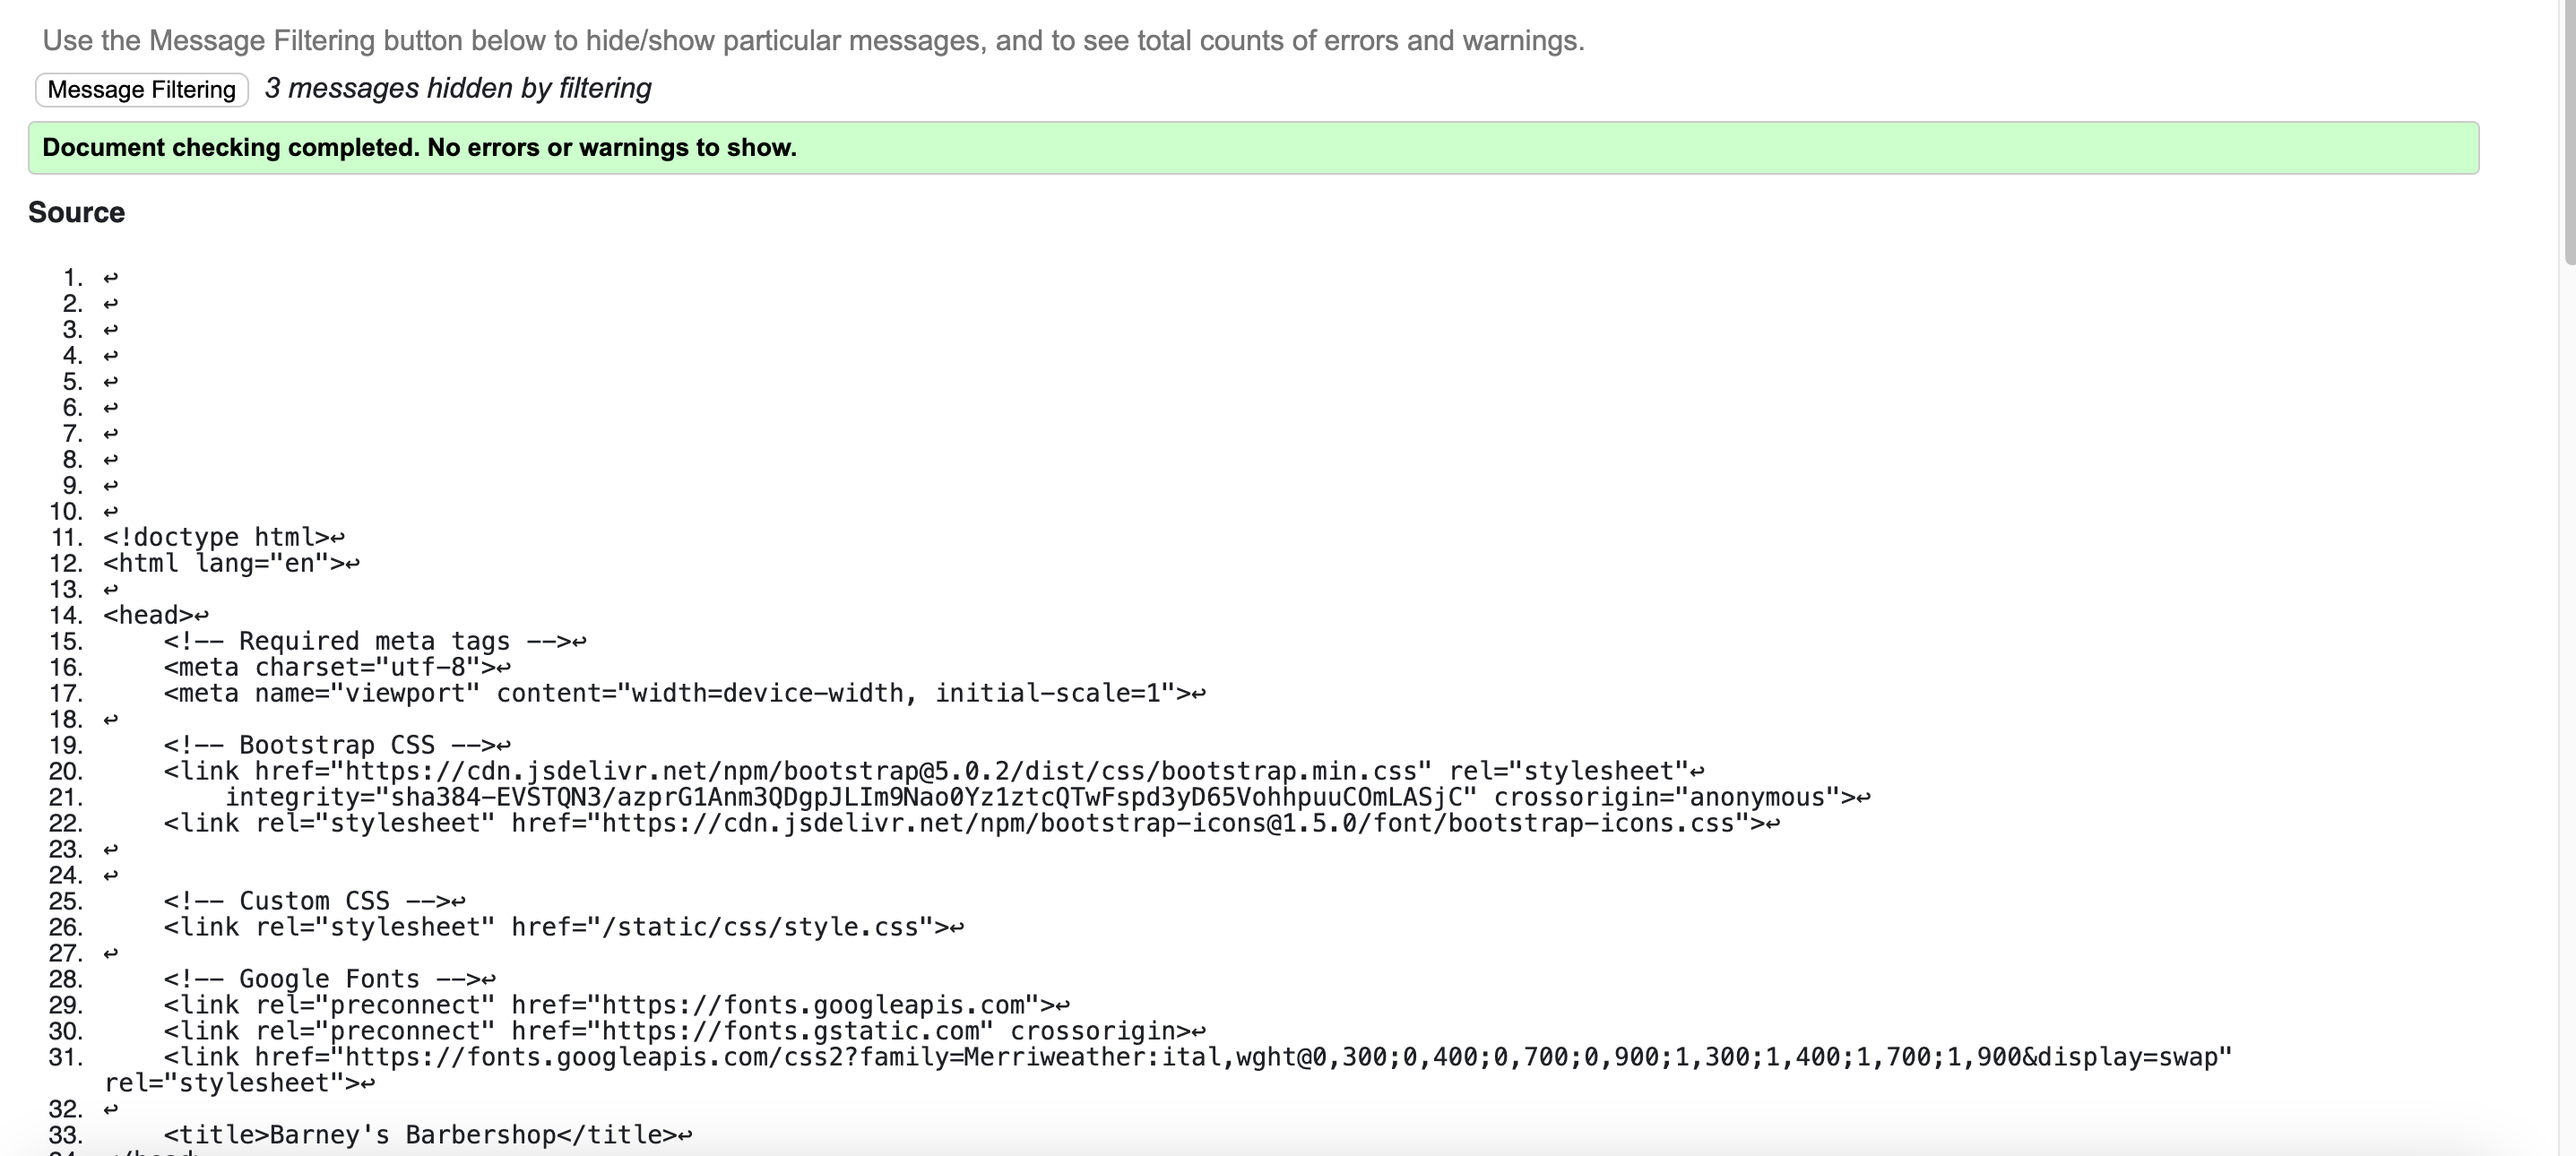 Use the Message Filtering button below to hide/show particular messages, and to see total counts of errors and warnings.
Message Filtering 3 messages hidden by filtering
Document checking completed. No errors or warnings to show.
Source
1. ↩
2. ↩
3. ↩
4. ↩
5. ↩
6. ↩
7. ↩
8. ↩
9. ↩
10. ↩
11. <!doctype html>↩
12. <html lang="en">↩
13. ↩
14. <head>↩
15. <!-- Required meta tags -->↩
16. <meta charset="utf-8">↩
17. <meta name="viewport" content="width=device-width, initial-scale=1">↩
18. ↩
19. <!-- Bootstrap CSS -->↩
20. <link href="https://cdn.jsdelivr.net/npm/bootstrap@5.0.2/dist/css/bootstrap.min.css" rel="stylesheet"↩
21. integrity="sha384-EVSTQN3/azprG1Anm3QDgpJLIm9Nao0Yz1ztcQTwFspd3yD65VohhpuuCOmLASjC" crossorigin="anonymous">↩
22. <link rel="stylesheet" href="https://cdn.jsdelivr.net/npm/bootstrap-icons@1.5.0/font/bootstrap-icons.css">↩
23. ↩
24. ↩
25. <!-- Custom CSS -->↩
26. <link rel="stylesheet" href="/static/css/style.css">↩
27. ↩
28. <!-- Google Fonts -->↩
29. <link rel="preconnect" href="https://fonts.googleapis.com">↩
30. <link rel="preconnect" href="https://fonts.gstatic.com" crossorigin>↩
31. <link href="https://fonts.googleapis.com/css2?family=Merriweather:ital,wght@0,300;0,400;0,700;0,900;1,300;1,400;1,700;1,900&display=swap"
rel="stylesheet">↩
32. ↩
33. <title>Barney's Barbershop</title>↩